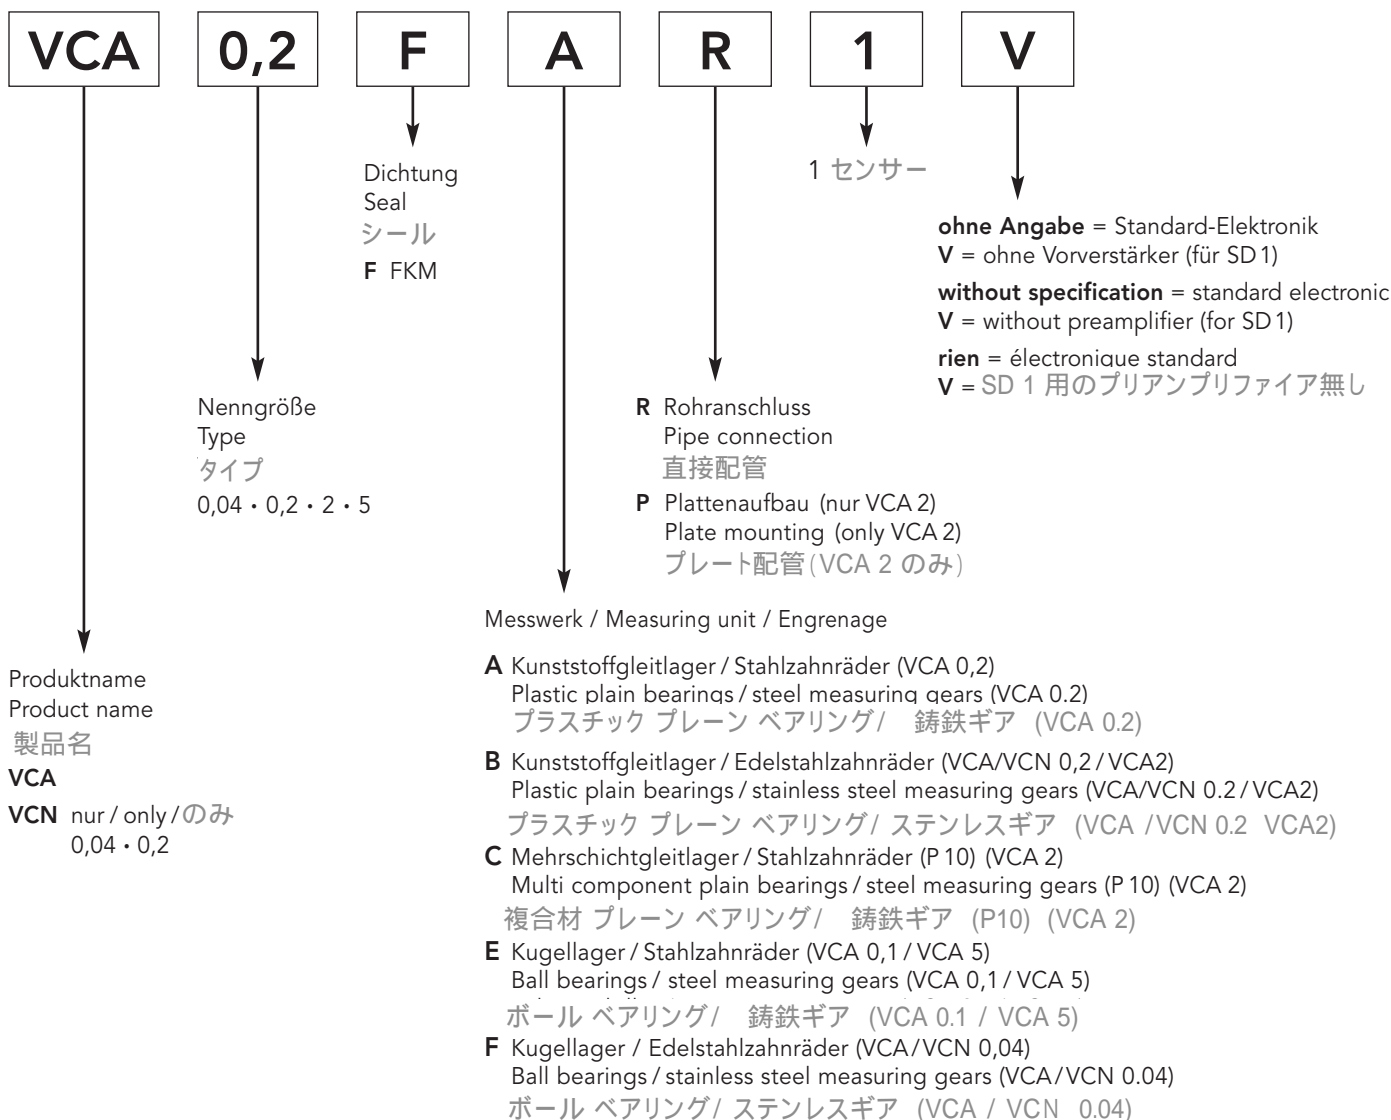 VCA 0,2 F A R 1 V
Dichtung
Seal
シール
F FKM
1 センサー
ohne Angabe = Standard-Elektronik
V = ohne Vorverstärker (für SD 1)
without specification = standard electronic
V = without preamplifier (for SD 1)
rien = électronique standard
V = SD 1 用のプリアンプリファイア無し
Nenngröße
Type
タイプ
0,04 • 0,2 • 2 • 5
R Rohranschluss
Pipe connection
直接配管
P Plattenaufbau (nur VCA 2)
Plate mounting (only VCA 2)
プレート配管(VCA 2 のみ)
Messwerk / Measuring unit / Engrenage
A Kunststoffgleitlager / Stahlzahnräder (VCA 0,2)
Plastic plain bearings / steel measuring gears (VCA 0.2)
プラスチック プレーン ベアリング/ 鋳鉄ギア (VCA 0.2)
B Kunststoffgleitlager / Edelstahlzahnräder (VCA/VCN 0,2 / VCA2)
Plastic plain bearings / stainless steel measuring gears (VCA/VCN 0.2 / VCA2)
プラスチック プレーン ベアリング/ ステンレスギア (VCA /VCN 0.2 VCA2)
C Mehrschichtgleitlager / Stahlzahnräder (P 10) (VCA 2)
Multi component plain bearings / steel measuring gears (P 10) (VCA 2)
複合材 プレーン ベアリング/ 鋳鉄ギア (P10) (VCA 2)
E Kugellager / Stahlzahnräder (VCA 0,1 / VCA 5)
Ball bearings / steel measuring gears (VCA 0,1 / VCA 5)
ボール ベアリング/ 鋳鉄ギア (VCA 0.1 / VCA 5)
F Kugellager / Edelstahlzahnräder (VCA/VCN 0,04)
Ball bearings / stainless steel measuring gears (VCA/VCN 0.04)
ボール ベアリング/ ステンレスギア (VCA / VCN 0.04)
Produktname
Product name
製品名
VCA
VCN nur / only /のみ
0,04 • 0,2